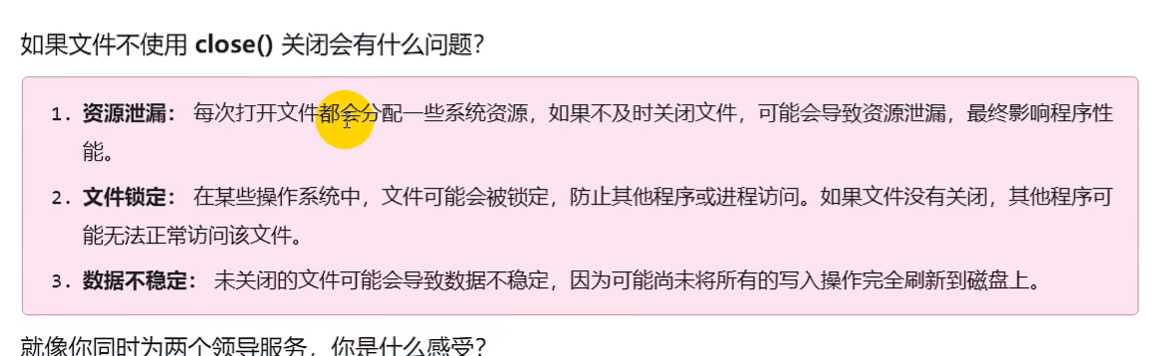 如果文件不使用 close() 关闭会有什么问题？
1. 资源泄漏： 每次打开文件都会分配一些系统资源，如果不及时关闭文件，可能会导致资源泄漏，最终影响程序性
能。
2. 文件锁定： 在某些操作系统中，文件可能会被锁定，防止其他程序或进程访问。如果文件没有关闭，其他程序可
能无法正常访问该文件。
3. 数据不稳定： 未关闭的文件可能会导致数据不稳定，因为可能尚未将所有的写入操作完全刷新到磁盘上。
就像你同时为两个领导服务，你是什么感受？